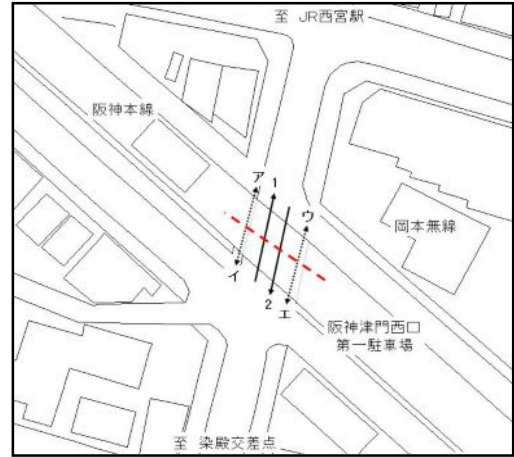 至 JR西宮駅
阪神本線
ア
1
ウ
岡本無線
イ
2
エ
阪神津門西口
第一駐車場
至 染殿交差点